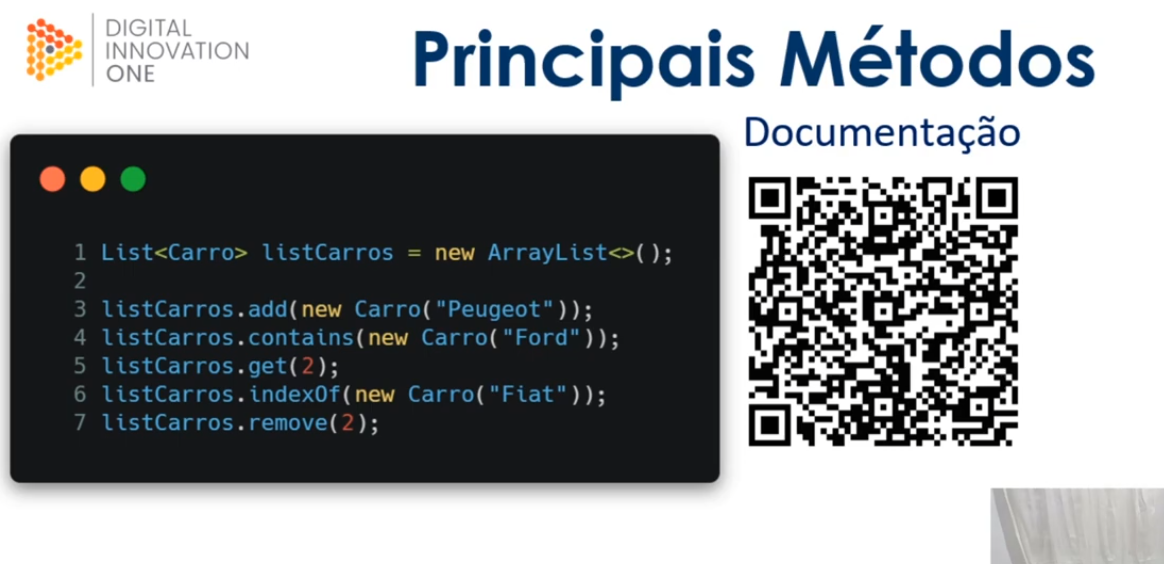 DIGITAL
INNOVATION
ONE
Principais Métodos
Documentação
1 List<Carro> listCarros = new ArrayList<>();
2
3 listCarros.add(new Carro("Peugeot"));
4 listCarros.contains(new Carro("Ford"));
5 listCarros.get(2);
6 listCarros.indexOf(new Carro("Fiat"));
7 listCarros.remove(2);